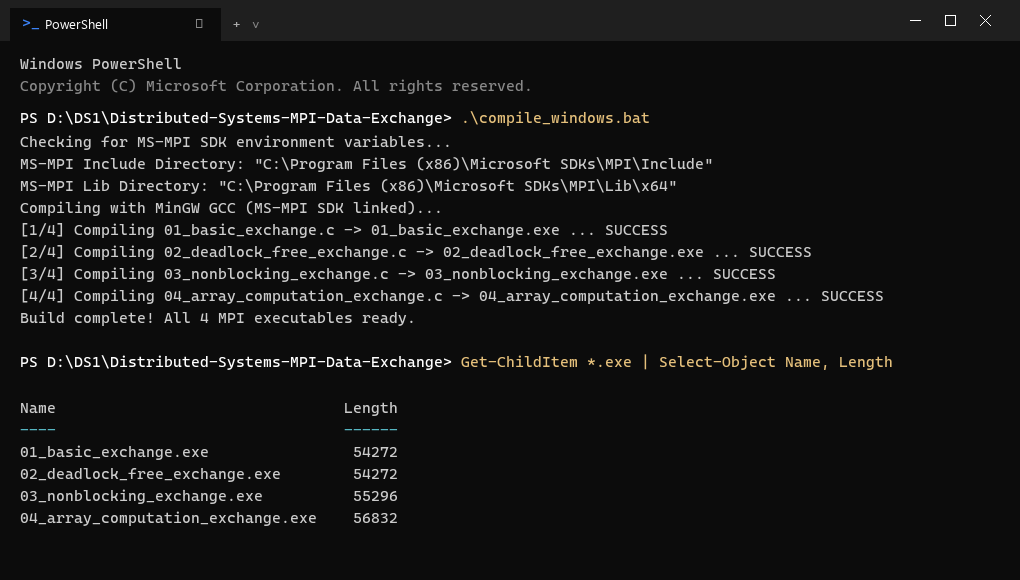 >_ PowerShell
Windows PowerShell
Copyright (C) Microsoft Corporation. All rights reserved.
PS D:\DS1\Distributed-Systems-MPI-Data-Exchange> .\compile_windows.bat
Checking for MS-MPI SDK environment variables...
MS-MPI Include Directory: "C:\Program Files (x86)\Microsoft SDKs\MPI\Include"
MS-MPI Lib Directory: "C:\Program Files (x86)\Microsoft SDKs\MPI\Lib\x64"
Compiling with MinGW GCC (MS-MPI SDK linked)...
[1/4] Compiling 01_basic_exchange.c -> 01_basic_exchange.exe ... SUCCESS
[2/4] Compiling 02_deadlock_free_exchange.c -> 02_deadlock_free_exchange.exe ... SUCCESS
[3/4] Compiling 03_nonblocking_exchange.c -> 03_nonblocking_exchange.exe ... SUCCESS
[4/4] Compiling 04_array_computation_exchange.c -> 04_array_computation_exchange.exe ... SUCCESS
Build complete! All 4 MPI executables ready.
PS D:\DS1\Distributed-Systems-MPI-Data-Exchange> Get-ChildItem *.exe | Select-Object Name, Length
Name                                Length
----                                ------
01_basic_exchange.exe                54272
02_deadlock_free_exchange.exe        54272
03_nonblocking_exchange.exe          55296
04_array_computation_exchange.exe    56832